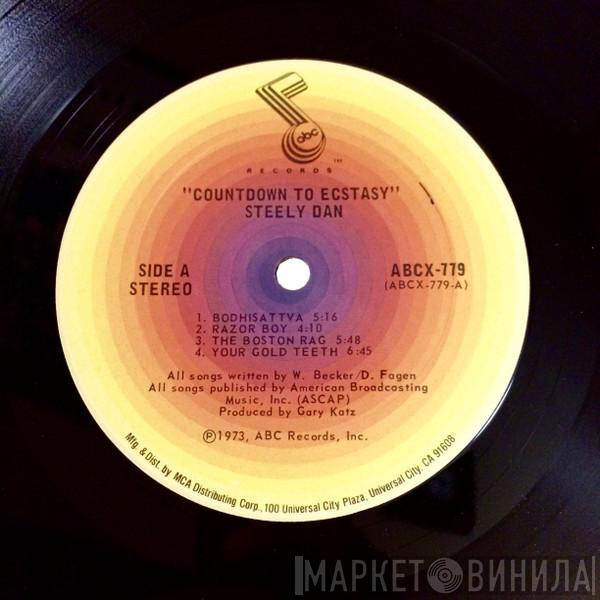 abc
RECORDS ™
"COUNTDOWN TO ECSTASY"
STEELY DAN
SIDE A
STEREO
ABCX-779
(ABCX-779-A)
1. BODHISATTVA 5:16
2. RAZOR BOY 4:10
3. THE BOSTON RAG 5:48
4. YOUR GOLD TEETH 6:45
All songs written by W. Becker/D. Fagen
All songs published by American Broadcasting
Music, Inc. (ASCAP)
Produced by Gary Katz
℗1973, ABC Records, Inc.
Mfg. & Dist. by MCA Distributing Corp., 100 Universal City Plaza, Universal City, CA 91608
МАРКЕТ ВИНИЛА